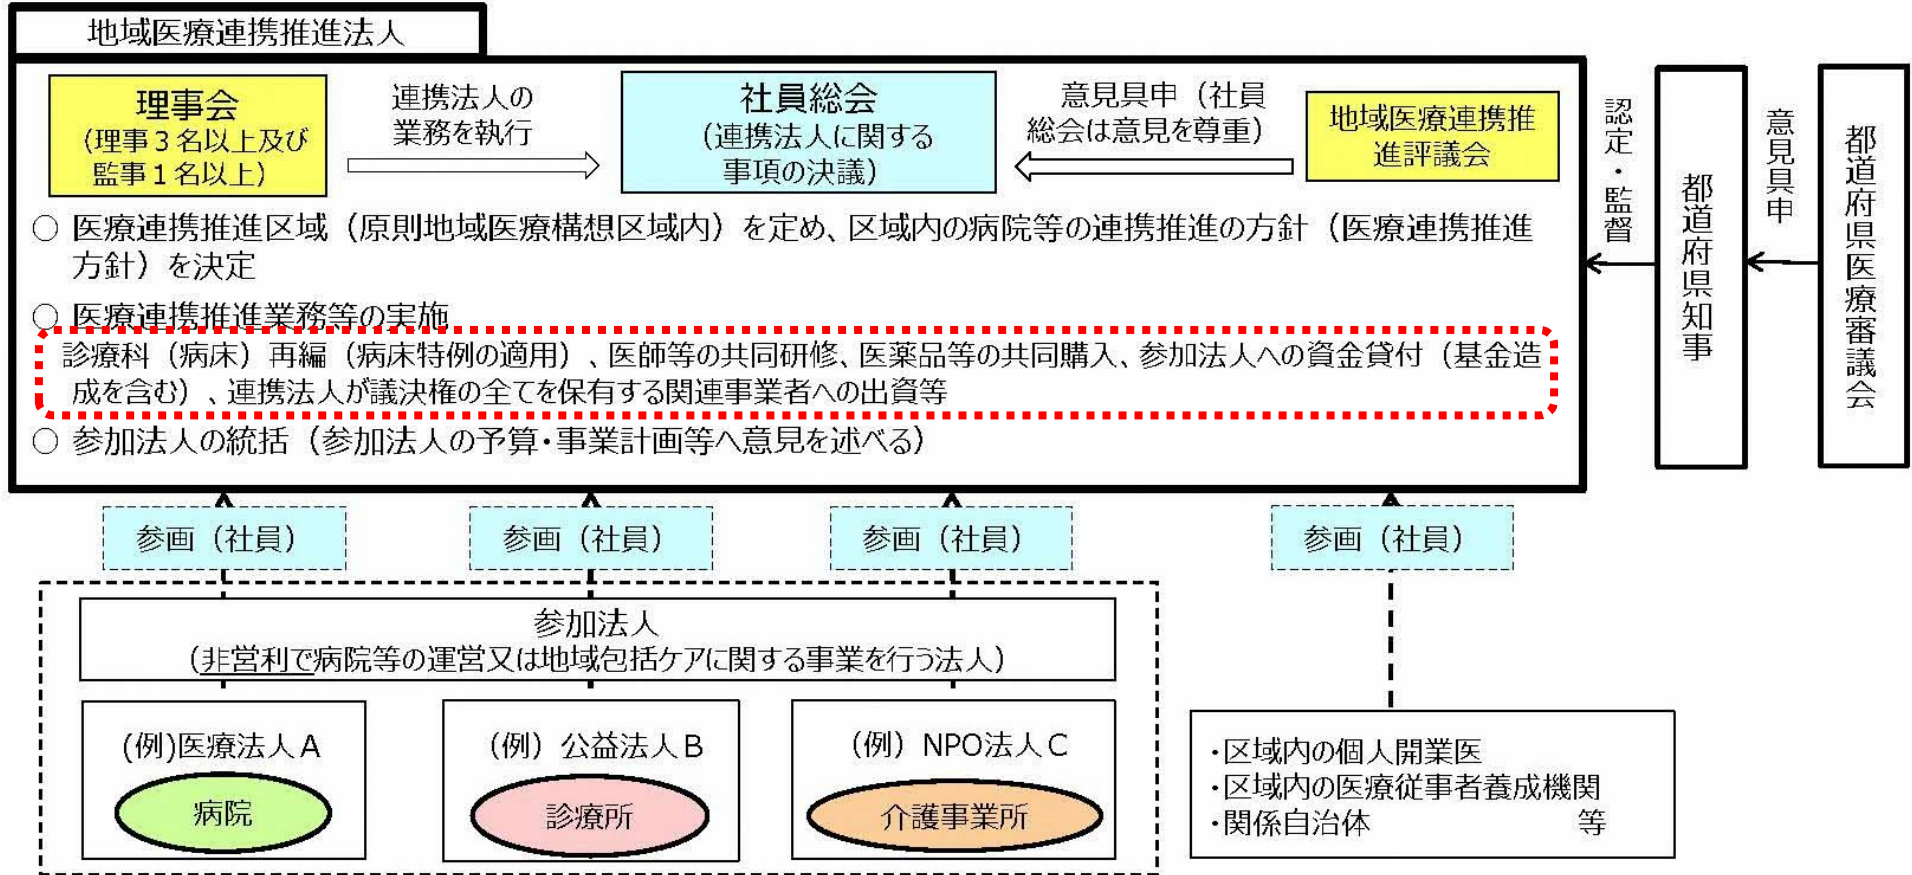 地域医療連携推進法人
理事会
（理事３名以上及び
監事１名以上）
連携法人の
業務を執行
社員総会
（連携法人に関する
事項の決議）
意見具申（社員
総会は意見を尊重）
地域医療連携推
進評議会
認定・監督
都道府県知事
意見具申
都道府県医療審議会
○ 医療連携推進区域（原則地域医療構想区域内）を定め、区域内の病院等の連携推進の方針（医療連携推進
方針）を決定
○ 医療連携推進業務等の実施
診療科（病床）再編（病床特例の適用）、医師等の共同研修、医薬品等の共同購入、参加法人への資金貸付（基金造
成を含む）、連携法人が議決権の全てを保有する関連事業者への出資等
○ 参加法人の統括（参加法人の予算・事業計画等へ意見を述べる）
参画（社員）
参画（社員）
参画（社員）
参画（社員）
参加法人
（非営利で病院等の運営又は地域包括ケアに関する事業を行う法人）
(例)医療法人Ａ
病院
（例）公益法人Ｂ
診療所
（例）NPO法人Ｃ
介護事業所
・区域内の個人開業医
・区域内の医療従事者養成機関
・関係自治体 等